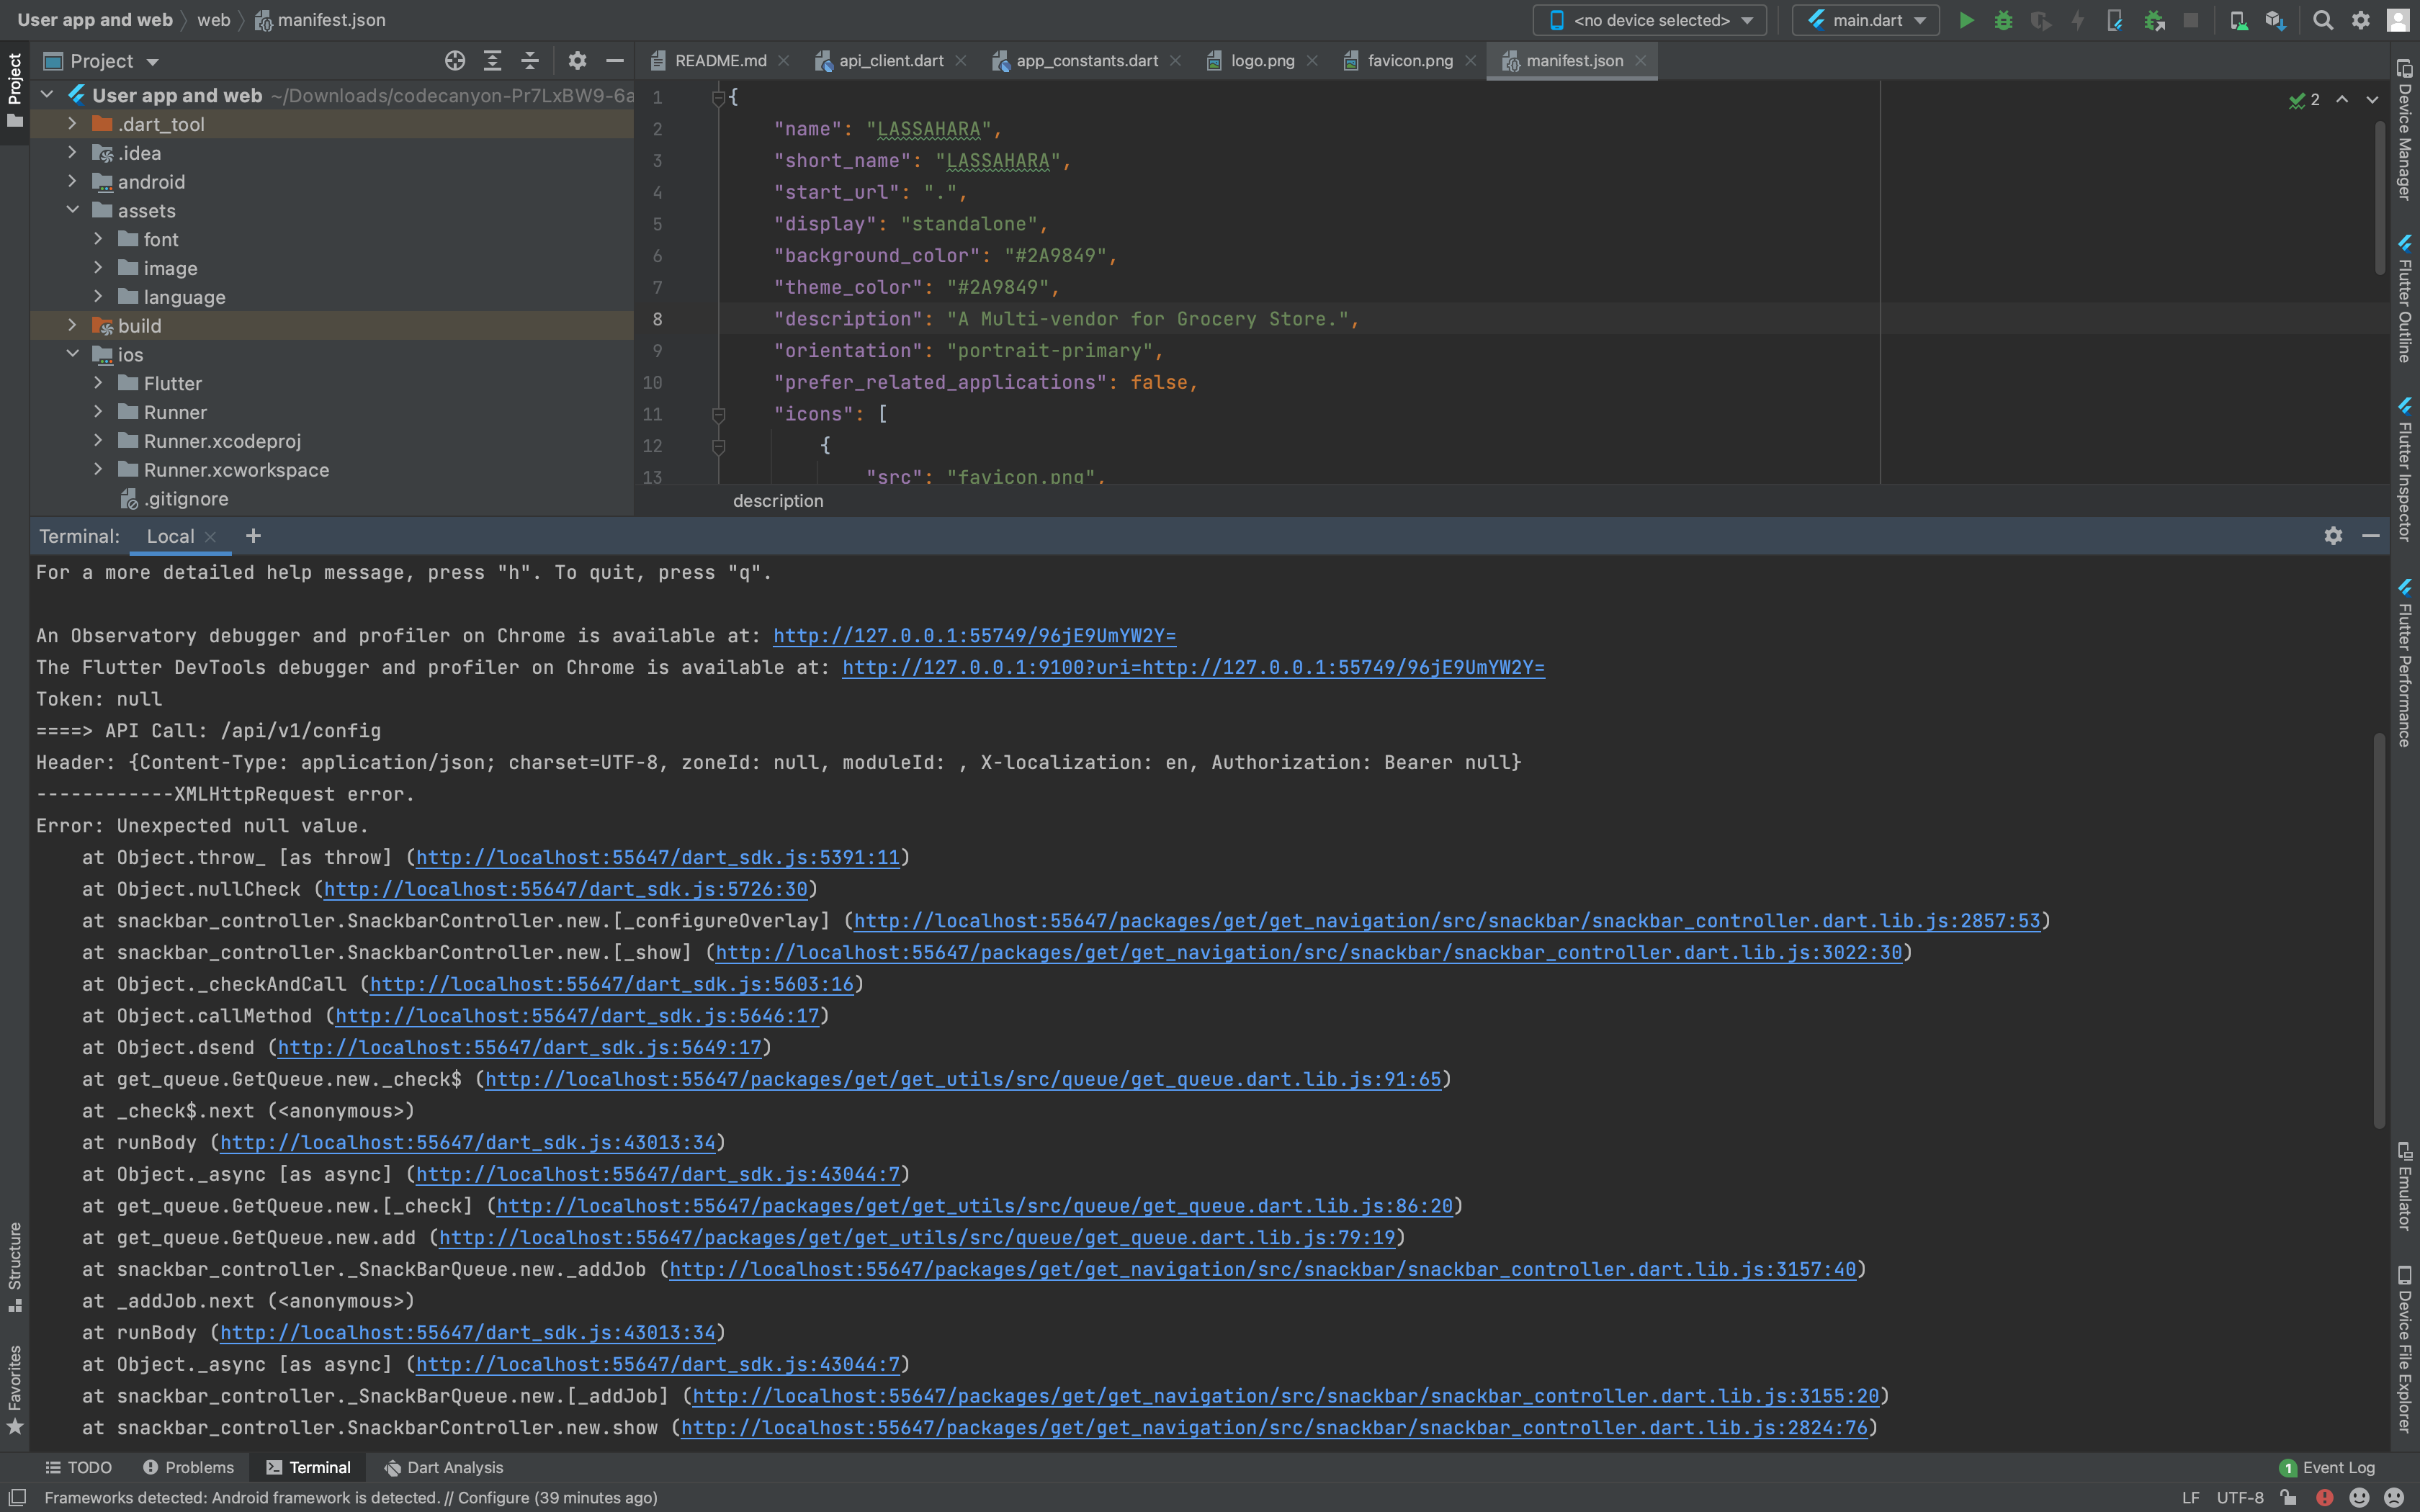 User app and web  web  manifest.json
<no device selected>  main.dart
Project
README.md  api_client.dart  app_constants.dart  logo.png  favicon.png  manifest.json
Project
User app and web ~/Downloads/codecanyon-Pr7LxBW9-6a
.dart_tool
.idea
android
assets
font
image
language
build
ios
Flutter
Runner
Runner.xcodeproj
Runner.xcworkspace
.gitignore
1 {
2 "name": "LASSAHARA",
3 "short_name": "LASSAHARA",
4 "start_url": ".",
5 "display": "standalone",
6 "background_color": "#2A9849",
7 "theme_color": "#2A9849",
8 "description": "A Multi-vendor for Grocery Store.",
9 "orientation": "portrait-primary",
10 "prefer_related_applications": false,
11 "icons": [
12 {
13 "src": "favicon.png",
description
2
Device Manager
Flutter Outline
Flutter Inspector
Flutter Performance
Emulator
Device File Explorer
Terminal: Local +
For a more detailed help message, press "h". To quit, press "q".
An Observatory debugger and profiler on Chrome is available at: http://127.0.0.1:55749/96jE9UmYW2Y=
The Flutter DevTools debugger and profiler on Chrome is available at: http://127.0.0.1:9100?uri=http://127.0.0.1:55749/96jE9UmYW2Y=
Token: null
====> API Call: /api/v1/config
Header: {Content-Type: application/json; charset=UTF-8, zoneId: null, moduleId: , X-localization: en, Authorization: Bearer null}
------------XMLHttpRequest error.
Error: Unexpected null value.
at Object.throw_ [as throw] (http://localhost:55647/dart_sdk.js:5391:11)
at Object.nullCheck (http://localhost:55647/dart_sdk.js:5726:30)
at snackbar_controller.SnackbarController.new.[_configureOverlay] (http://localhost:55647/packages/get/get_navigation/src/snackbar/snackbar_controller.dart.lib.js:2857:53)
at snackbar_controller.SnackbarController.new.[_show] (http://localhost:55647/packages/get/get_navigation/src/snackbar/snackbar_controller.dart.lib.js:3022:30)
at Object._checkAndCall (http://localhost:55647/dart_sdk.js:5603:16)
at Object.callMethod (http://localhost:55647/dart_sdk.js:5646:17)
at Object.dsend (http://localhost:55647/dart_sdk.js:5649:17)
at get_queue.GetQueue.new._check$ (http://localhost:55647/packages/get/get_utils/src/queue/get_queue.dart.lib.js:91:65)
at _check$.next (<anonymous>)
at runBody (http://localhost:55647/dart_sdk.js:43013:34)
at Object._async [as async] (http://localhost:55647/dart_sdk.js:43044:7)
at get_queue.GetQueue.new.[_check] (http://localhost:55647/packages/get/get_utils/src/queue/get_queue.dart.lib.js:86:20)
at get_queue.GetQueue.new.add (http://localhost:55647/packages/get/get_utils/src/queue/get_queue.dart.lib.js:79:19)
at snackbar_controller._SnackBarQueue.new._addJob (http://localhost:55647/packages/get/get_navigation/src/snackbar/snackbar_controller.dart.lib.js:3157:40)
at _addJob.next (<anonymous>)
at runBody (http://localhost:55647/dart_sdk.js:43013:34)
at Object._async [as async] (http://localhost:55647/dart_sdk.js:43044:7)
at snackbar_controller._SnackBarQueue.new.[_addJob] (http://localhost:55647/packages/get/get_navigation/src/snackbar/snackbar_controller.dart.lib.js:3155:20)
at snackbar_controller.SnackbarController.new.show (http://localhost:55647/packages/get/get_navigation/src/snackbar/snackbar_controller.dart.lib.js:2824:76)
Structure
Favorites
TODO  Problems  Terminal  Dart Analysis  1 Event Log
Frameworks detected: Android framework is detected. // Configure (39 minutes ago)  LF  UTF-8